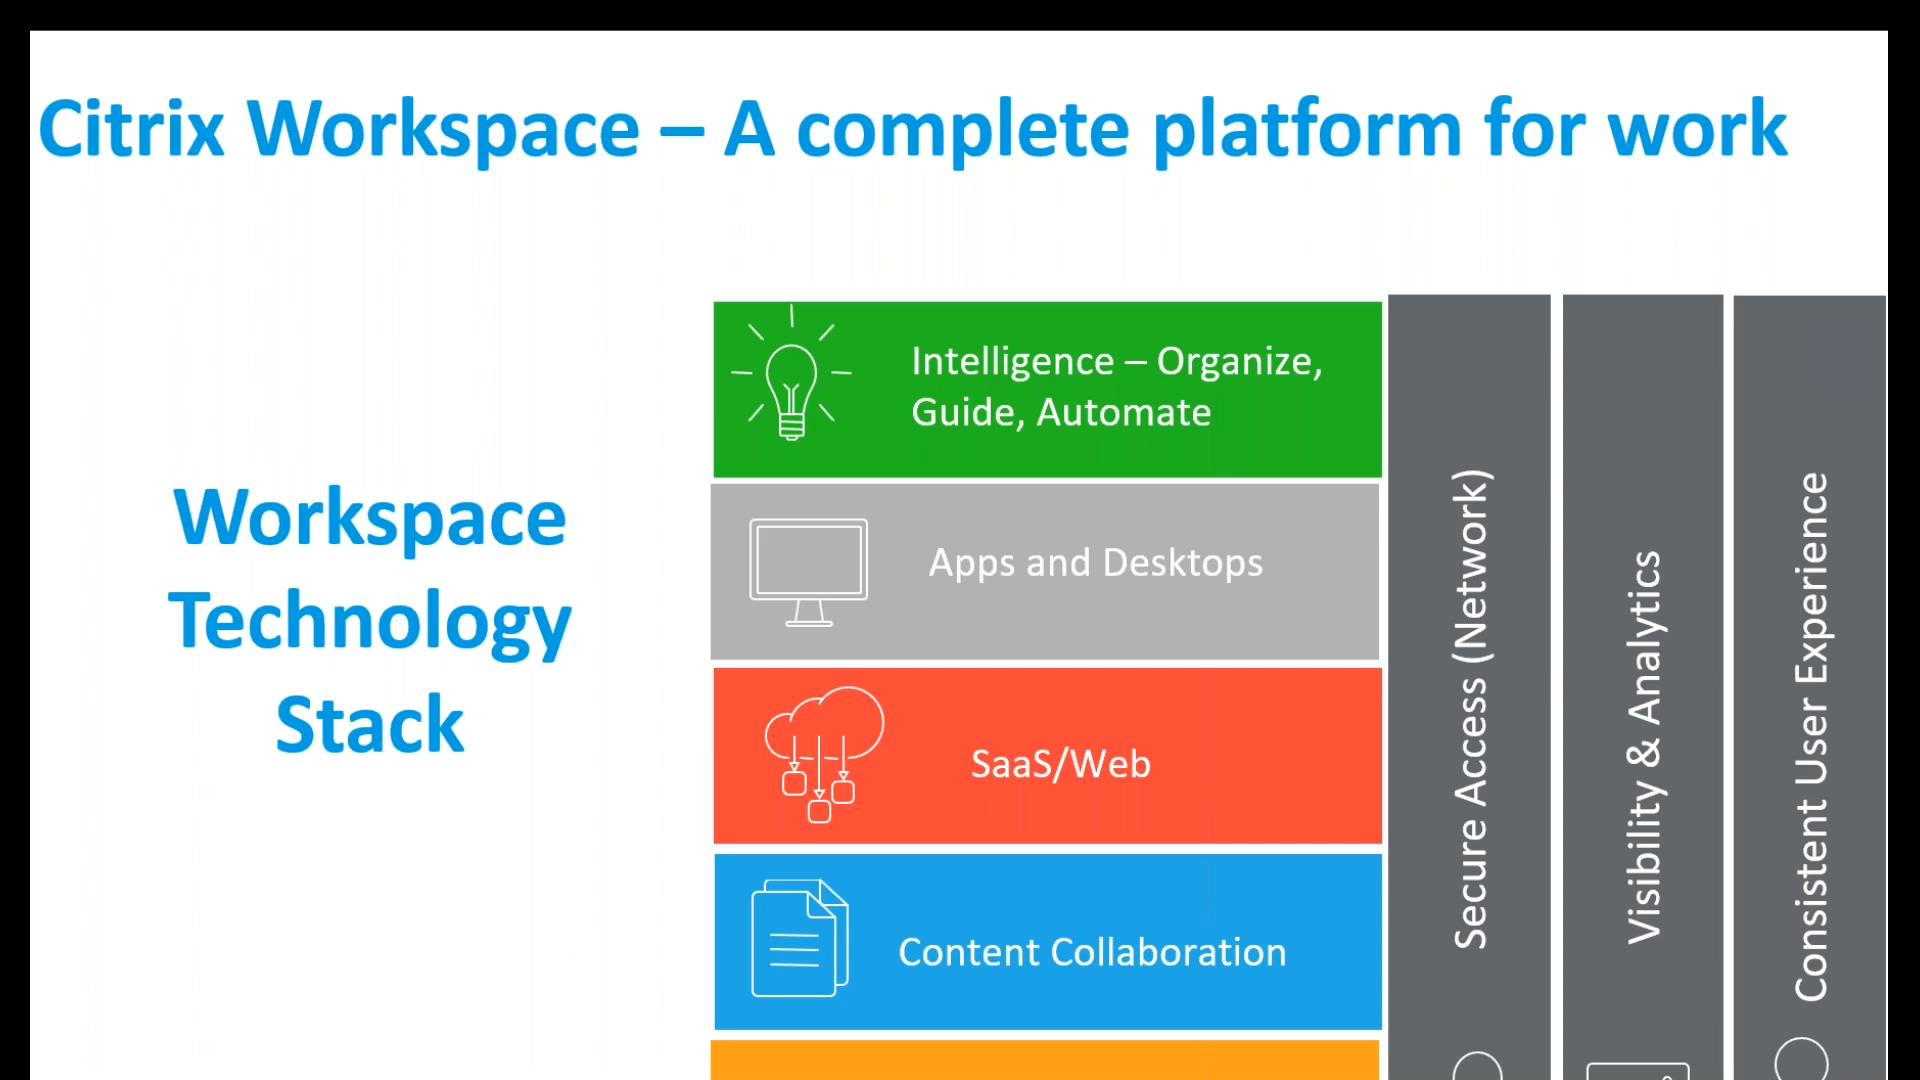 Citrix Workspace – A complete platform for work
Workspace
Technology
Stack
Intelligence – Organize,
Guide, Automate
Apps and Desktops
SaaS/Web
Content Collaboration
Secure Access (Network)
Visibility & Analytics
Consistent User Experience